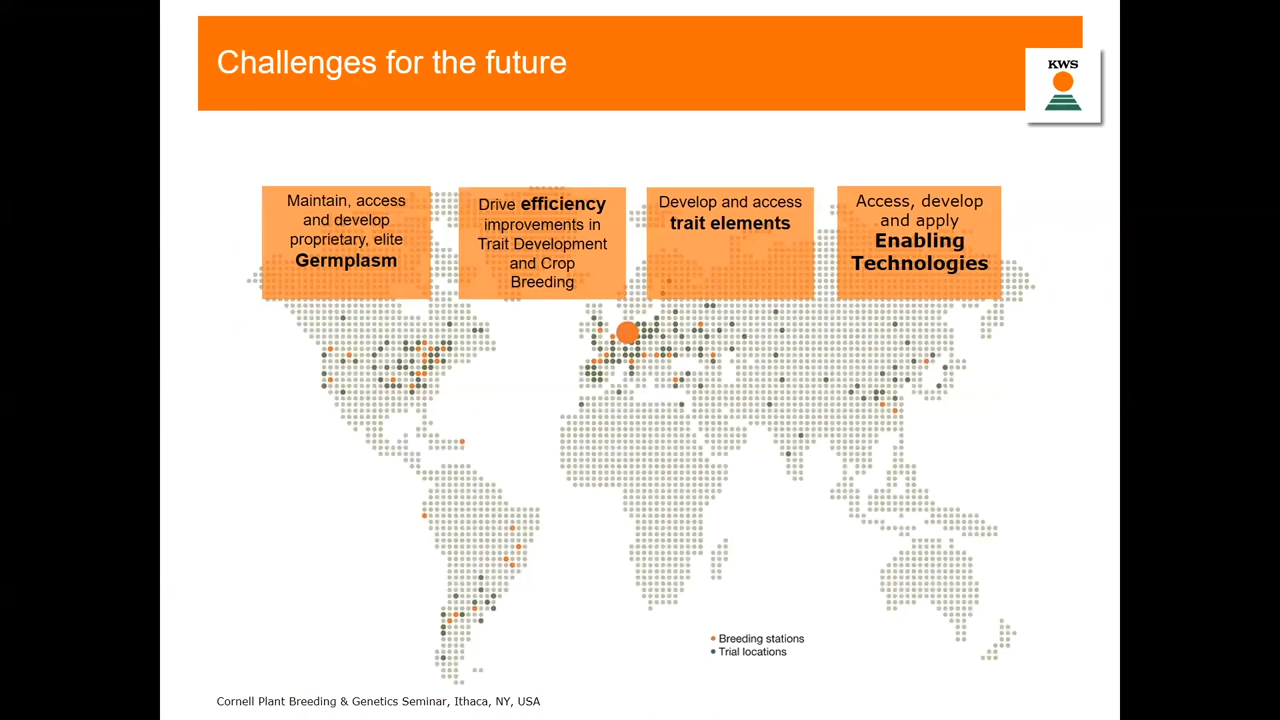 Challenges for the future
KWS
Maintain, access
and develop
proprietary, elite
Germplasm
Drive efficiency
improvements in
Trait Development
and Crop
Breeding
Develop and access
trait elements
Access, develop
and apply
Enabling
Technologies
Breeding stations
Trial locations
Cornell Plant Breeding & Genetics Seminar, Ithaca, NY, USA